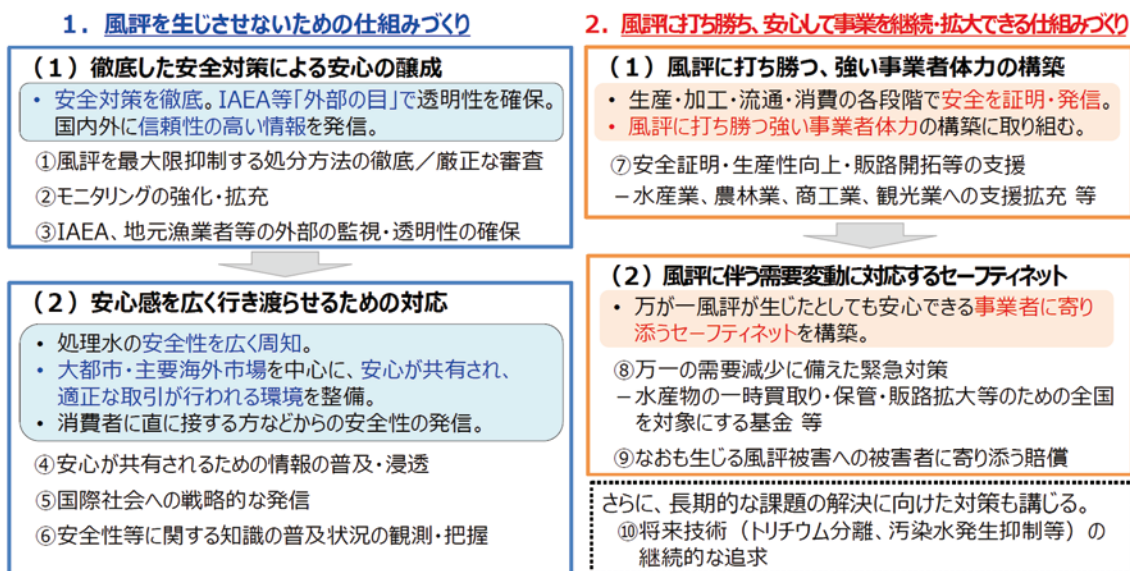 1. 風評を生じさせないための仕組みづくり
(1)徹底した安全対策による安心の醸成
• 安全対策を徹底。IAEA等「外部の目」で透明性を確保。
国内外に信頼性の高い情報を発信。
①風評を最大限抑制する処分方法の徹底/厳正な審査
②モニタリングの強化・拡充
③IAEA、地元漁業者等の外部の監視・透明性の確保
(2)安心感を広く行き渡らせるための対応
• 処理水の安全性を広く周知。
• 大都市・主要海外市場を中心に、安心が共有され、
適正な取引が行われる環境を整備。
• 消費者に直に接する方などからの安全性の発信。
④安心が共有されるための情報の普及・浸透
⑤国際社会への戦略的な発信
⑥安全性等に関する知識の普及状況の観測・把握
2. 風評に打ち勝ち、安心して事業を継続・拡大できる仕組みづくり
(1)風評に打ち勝つ、強い事業者体力の構築
• 生産・加工・流通・消費の各段階で安全を証明・発信。
• 風評に打ち勝つ強い事業者体力の構築に取り組む。
⑦安全証明・生産性向上・販路開拓等の支援
–水産業、農林業、商工業、観光業への支援拡充 等
(2)風評に伴う需要変動に対応するセーフティネット
• 万が一風評が生じたとしても安心できる事業者に寄り
添うセーフティネットを構築。
⑧万一の需要減少に備えた緊急対策
–水産物の一時買取り・保管・販路拡大等のための全国
を対象にする基金 等
⑨なおも生じる風評被害への被害者に寄り添う賠償
さらに、長期的な課題の解決に向けた対策も講じる。
⑩将来技術(トリチウム分離、汚染水発生抑制等)の
継続的な追求